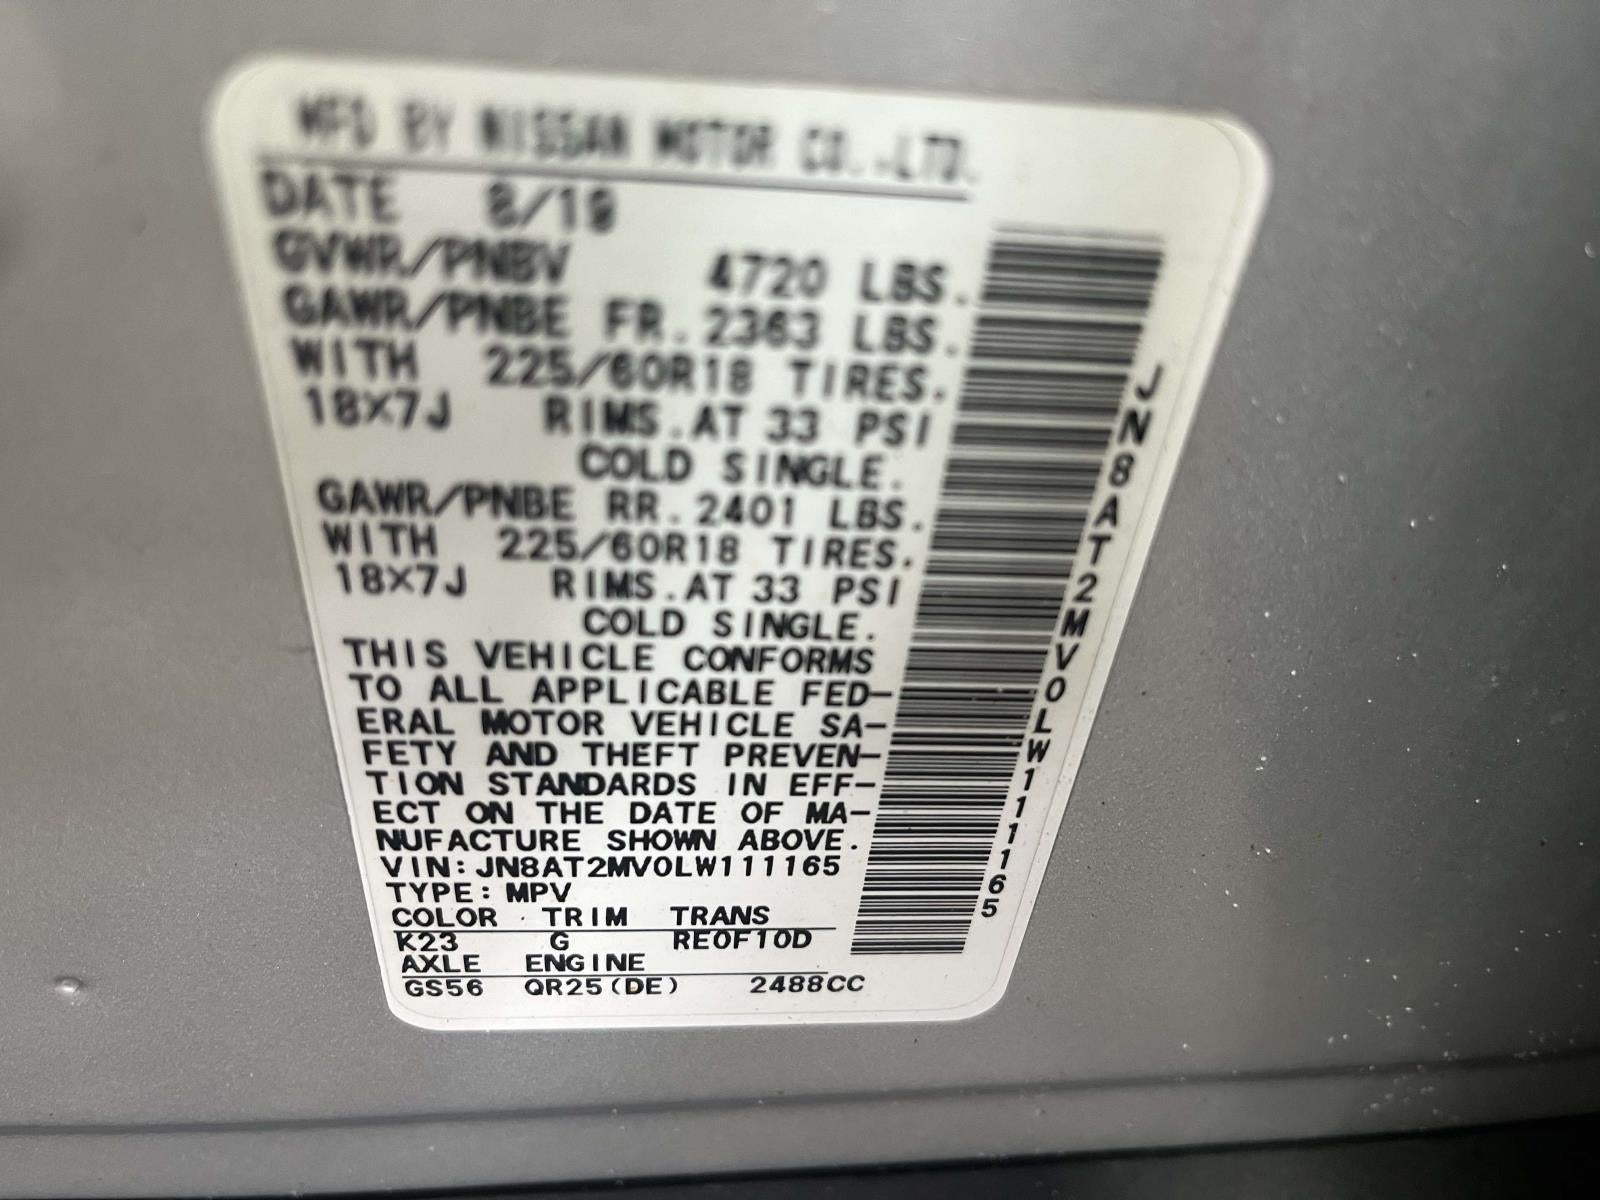 MFD BY NISSAN MOTOR CO.,LTD.
DATE 8/19
GVWR/PNBV 4720 LBS.
GAWR/PNBE FR.2363 LBS.
WITH 225/60R18 TIRES.
18X7J RIMS.AT 33 PSI
COLD SINGLE.
GAWR/PNBE RR.2401 LBS.
WITH 225/60R18 TIRES.
18X7J RIMS.AT 33 PSI
COLD SINGLE.
THIS VEHICLE CONFORMS
TO ALL APPLICABLE FED-
ERAL MOTOR VEHICLE SA-
FETY AND THEFT PREVEN-
TION STANDARDS IN EFF-
ECT ON THE DATE OF MA-
NUFACTURE SHOWN ABOVE.
VIN:JN8AT2MV0LW111165
TYPE:MPV
COLOR TRIM TRANS
K23 G RE0F10D
AXLE ENGINE
GS56 QR25(DE) 2488CC
JN8AT2MV0LW111165